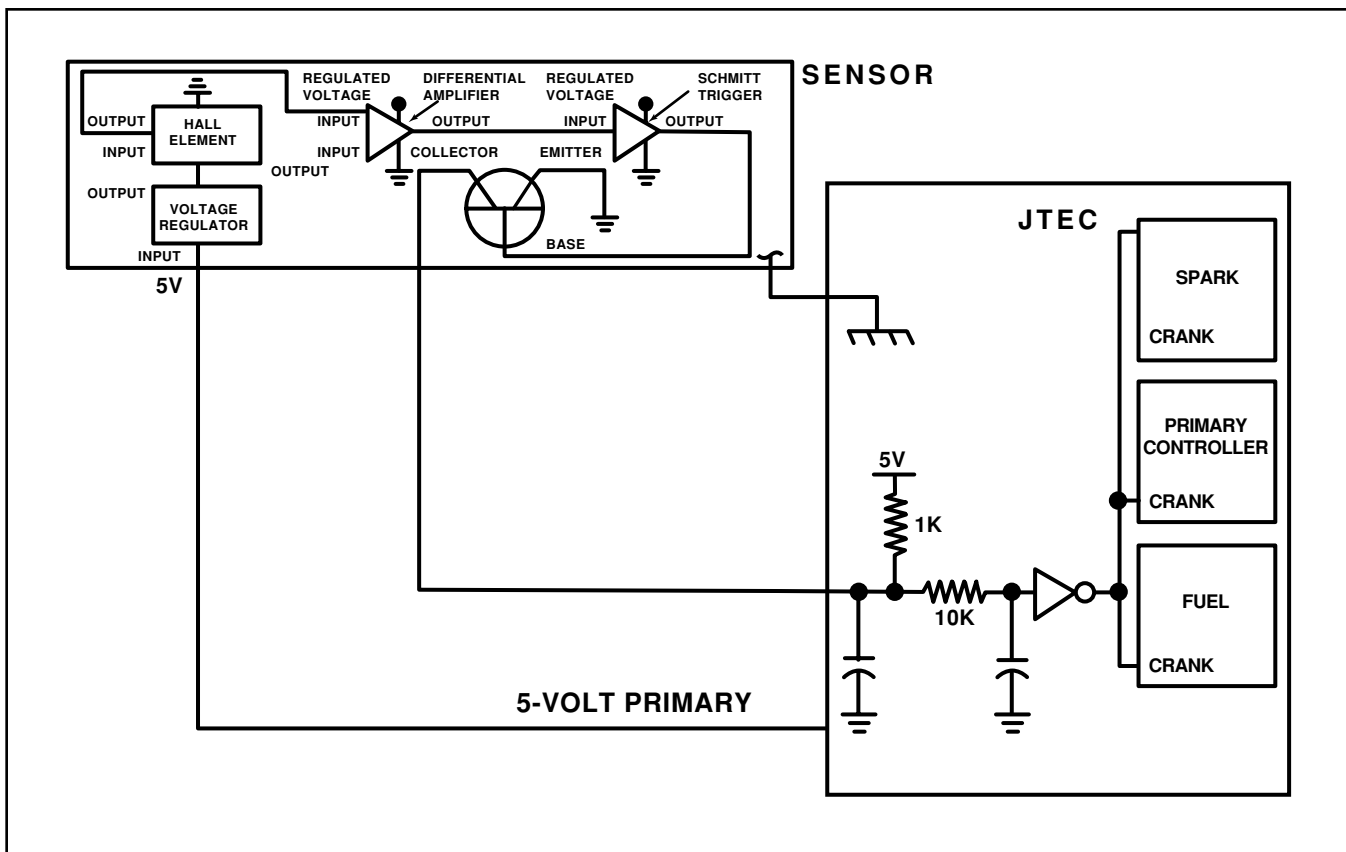 SENSOR
REGULATED
VOLTAGE
DIFFERENTIAL
AMPLIFIER
REGULATED
VOLTAGE
SCHMITT
TRIGGER
OUTPUT
HALL
ELEMENT
INPUT
INPUT
OUTPUT
INPUT
OUTPUT
INPUT
COLLECTOR
EMITTER
OUTPUT
OUTPUT
VOLTAGE
REGULATOR
BASE
INPUT
5V
JTEC
SPARK
CRANK
PRIMARY
CONTROLLER
CRANK
5V
1K
10K
FUEL
CRANK
5-VOLT PRIMARY